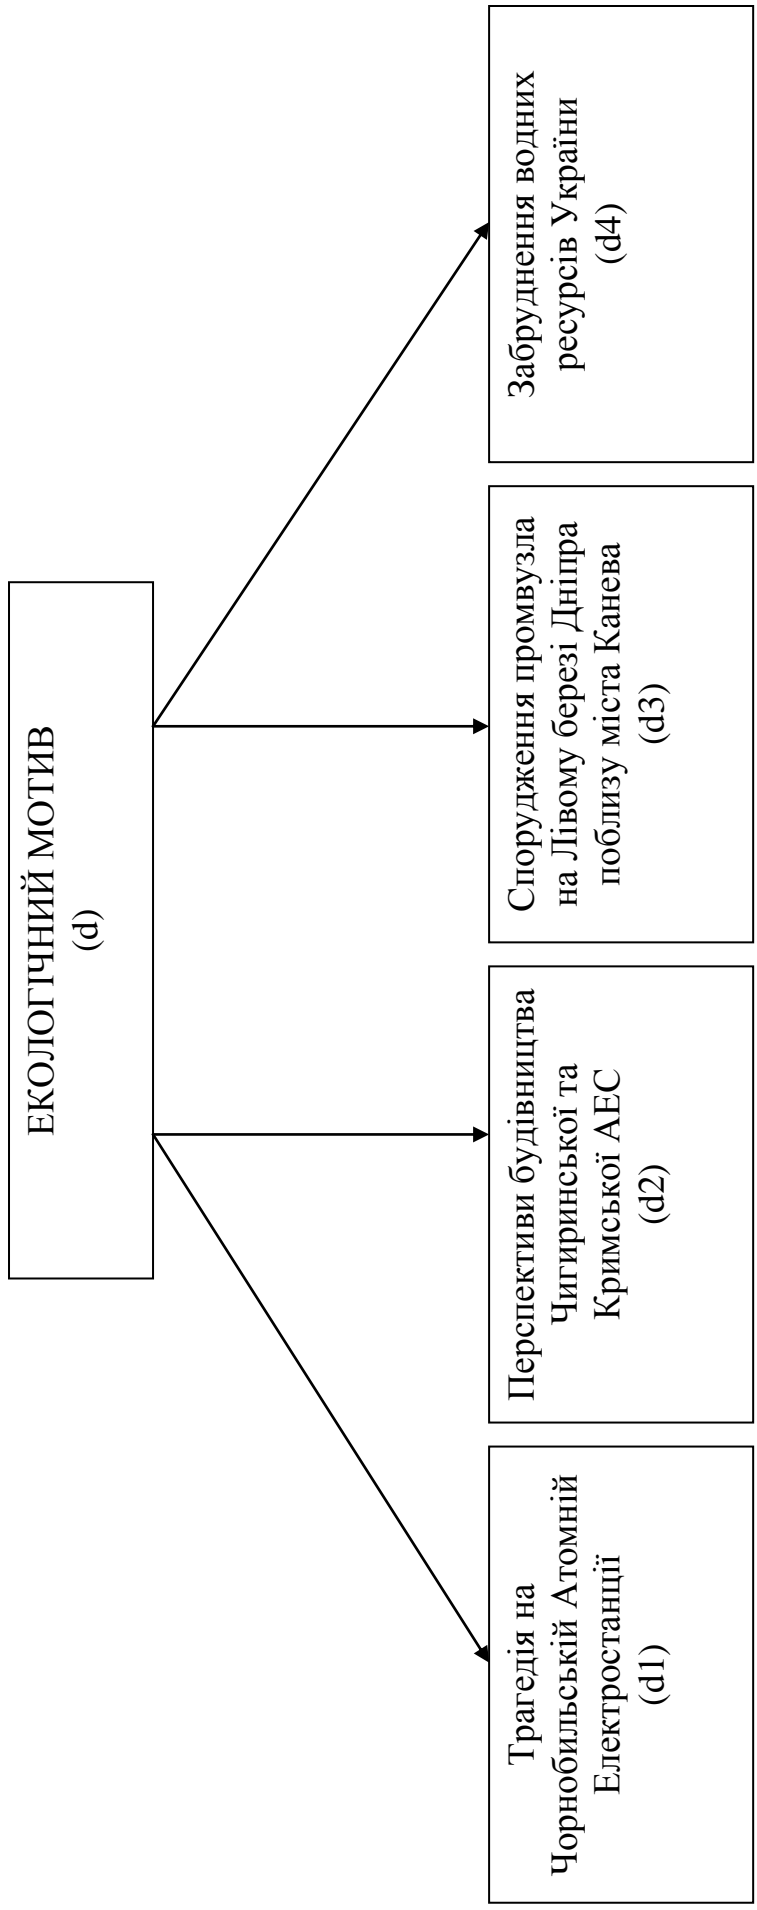 ЕКОЛОГІЧНИЙ МОТИВ
(d)
Трагедія на
Чорнобильській Атомній
Електростанції
(d1)
Перспективи будівництва
Чигиринської та
Кримської АЕС
(d2)
Спорудження промвузла
на Лівому березі Дніпра
поблизу міста Канева
(d3)
Забруднення водних
ресурсів України
(d4)